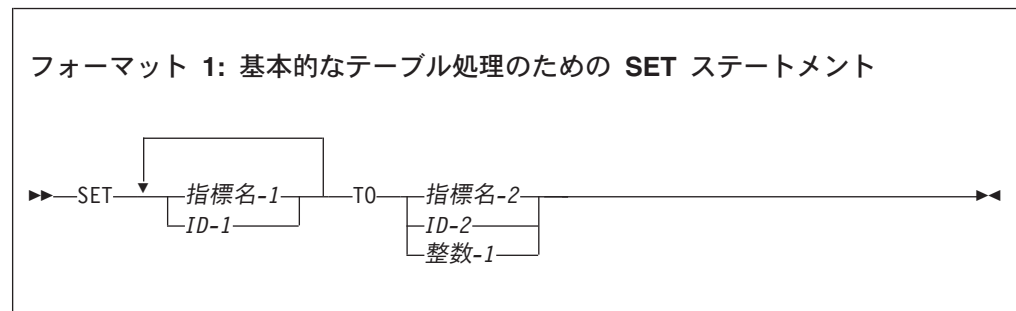 フォーマット 1: 基本的なテーブル処理のための SET ステートメント
SET 指標名-1 TO 指標名-2
ID-1 ID-2
整数-1